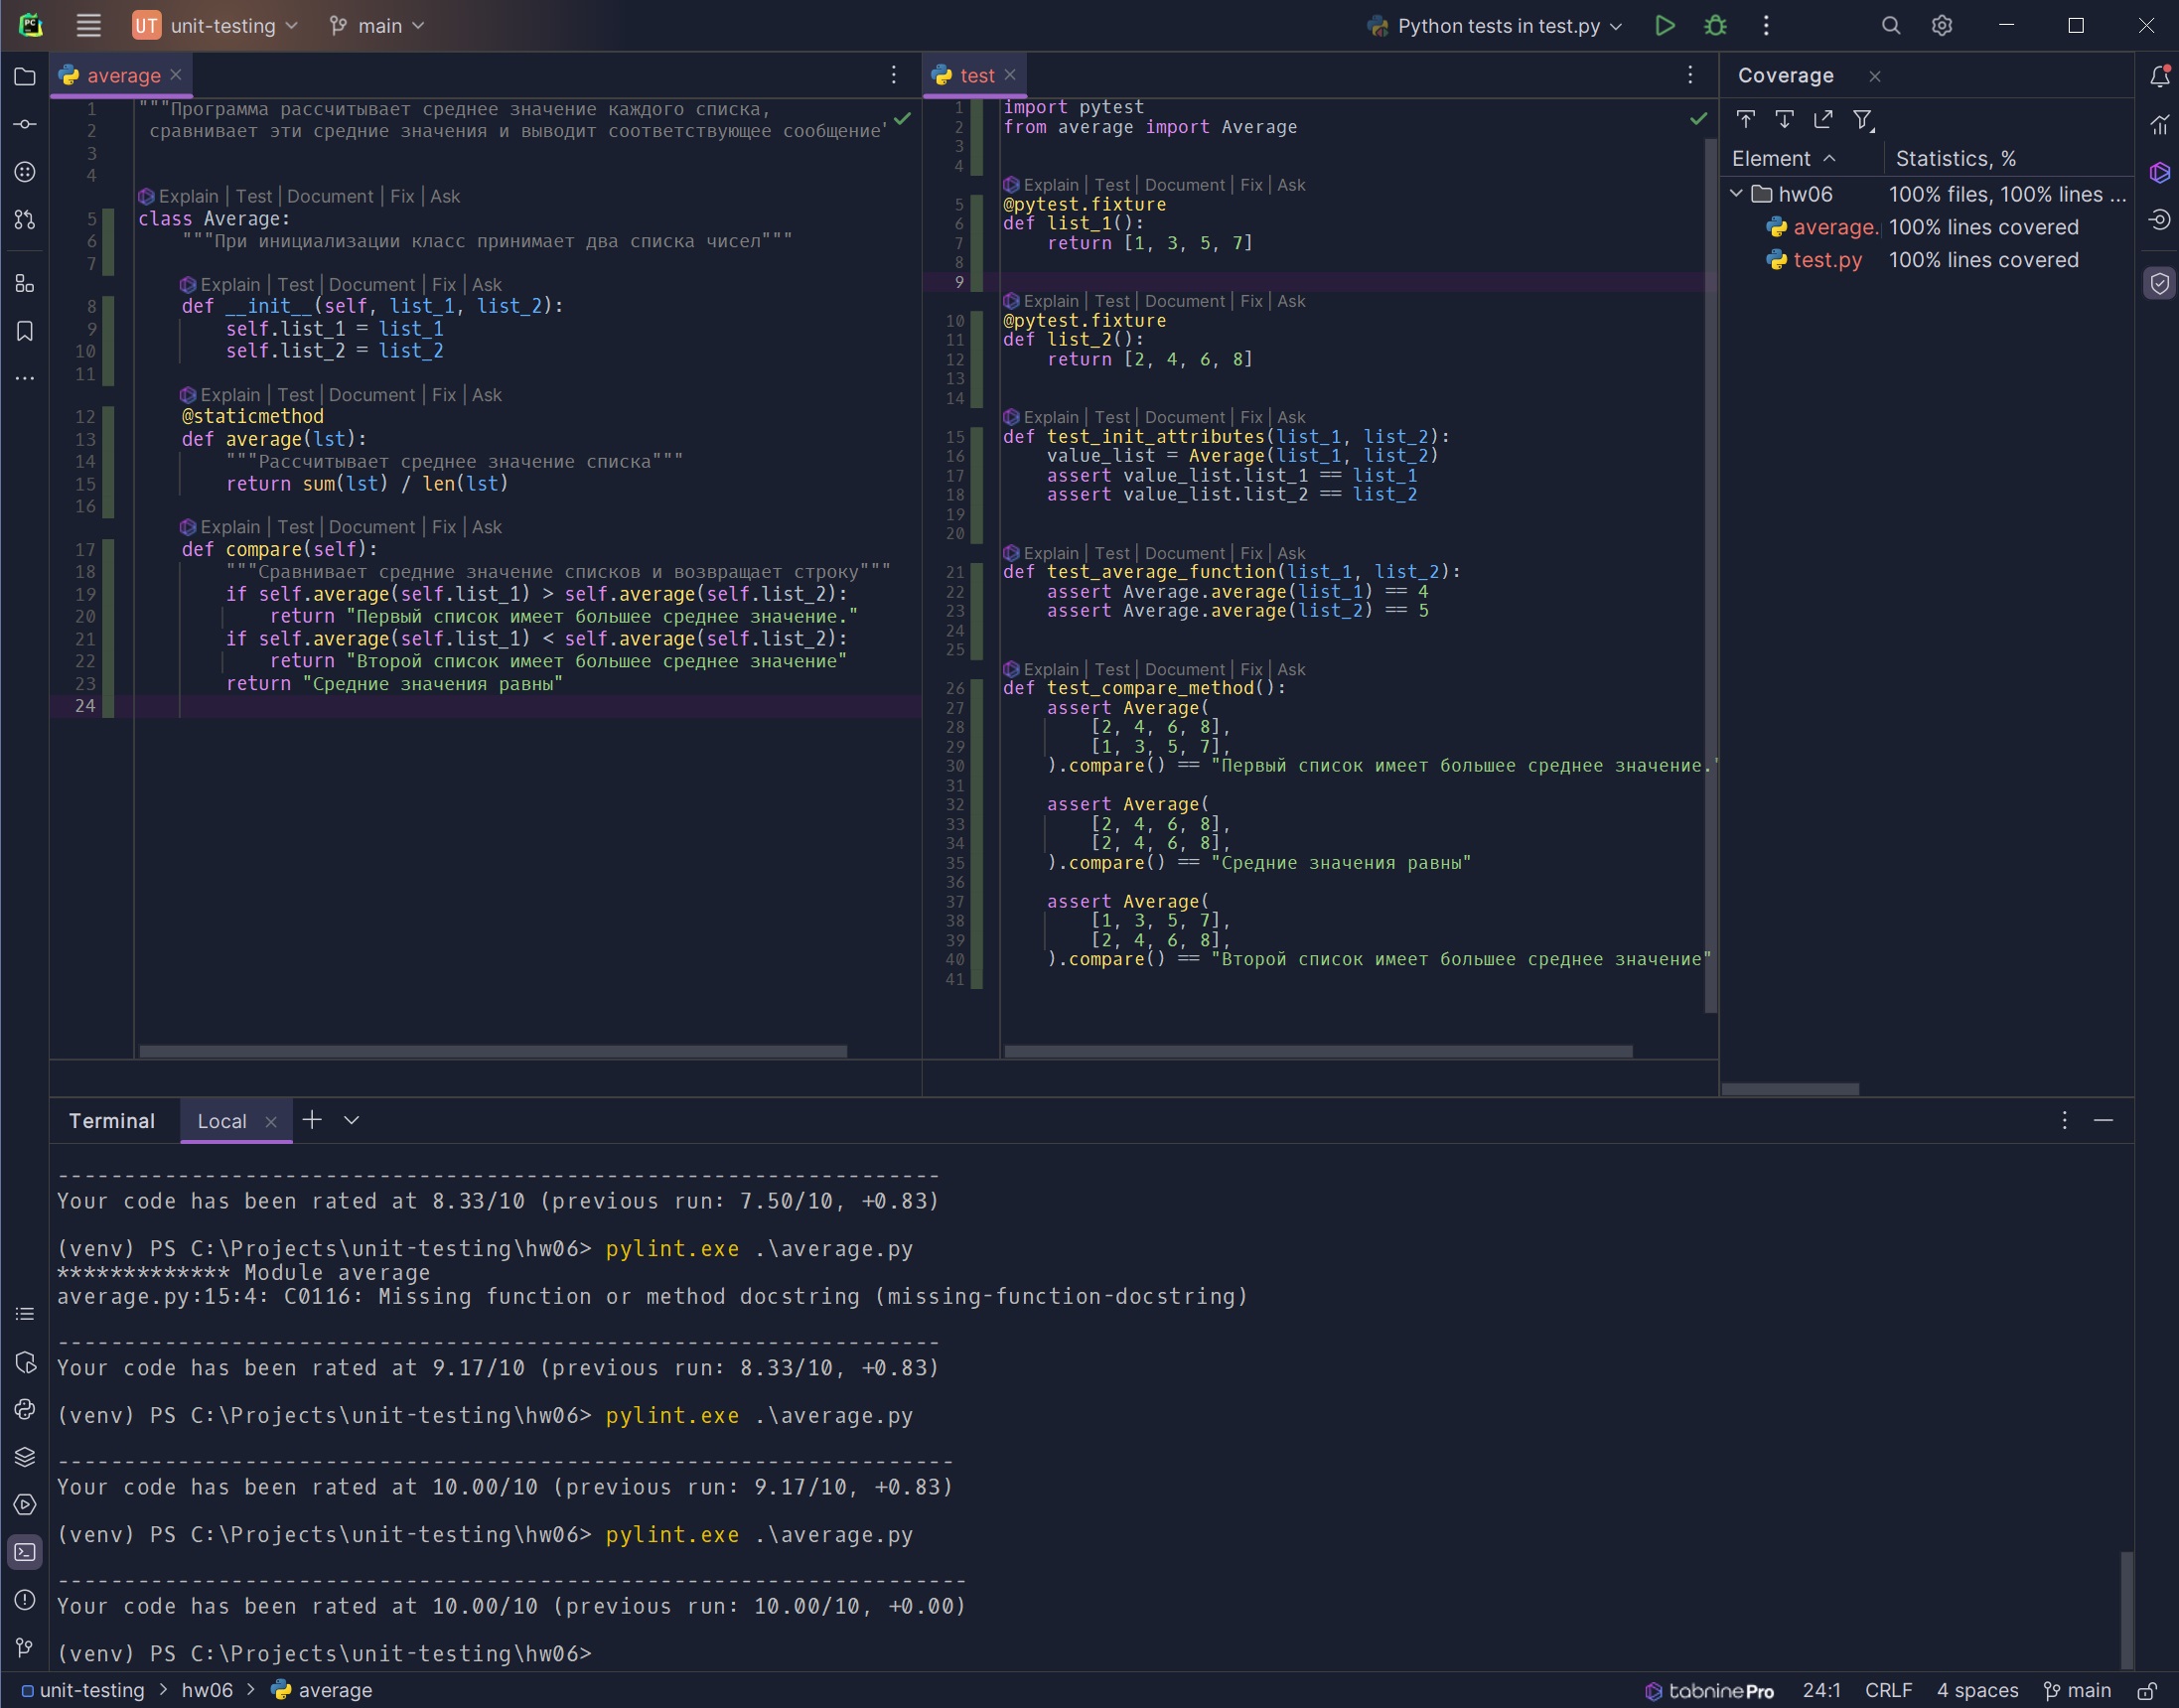 UT unit-testing main Python tests in test.py
average
test
Coverage
1 """Программа рассчитывает среднее значение каждого списка,
2 сравнивает эти средние значения и выводит соответствующее сообщение'
3
4
Explain | Test | Document | Fix | Ask
5 class Average:
6 """При инициализации класс принимает два списка чисел"""
7
Explain | Test | Document | Fix | Ask
8 def __init__(self, list_1, list_2):
9 self.list_1 = list_1
10 self.list_2 = list_2
11
Explain | Test | Document | Fix | Ask
12 @staticmethod
13 def average(lst):
14 """Рассчитывает среднее значение списка"""
15 return sum(lst) / len(lst)
16
Explain | Test | Document | Fix | Ask
17 def compare(self):
18 """Сравнивает средние значение списков и возвращает строку"""
19 if self.average(self.list_1) > self.average(self.list_2):
20 return "Первый список имеет большее среднее значение."
21 if self.average(self.list_1) < self.average(self.list_2):
22 return "Второй список имеет большее среднее значение"
23 return "Средние значения равны"
24
1 import pytest
2 from average import Average
3
4
Explain | Test | Document | Fix | Ask
5 @pytest.fixture
6 def list_1():
7 return [1, 3, 5, 7]
8
9
Explain | Test | Document | Fix | Ask
10 @pytest.fixture
11 def list_2():
12 return [2, 4, 6, 8]
13
14
Explain | Test | Document | Fix | Ask
15 def test_init_attributes(list_1, list_2):
16 value_list = Average(list_1, list_2)
17 assert value_list.list_1 == list_1
18 assert value_list.list_2 == list_2
19
20
Explain | Test | Document | Fix | Ask
21 def test_average_function(list_1, list_2):
22 assert Average.average(list_1) == 4
23 assert Average.average(list_2) == 5
24
25
Explain | Test | Document | Fix | Ask
26 def test_compare_method():
27 assert Average(
28 [2, 4, 6, 8],
29 [1, 3, 5, 7],
30 ).compare() == "Первый список имеет большее среднее значение.'
31
32 assert Average(
33 [2, 4, 6, 8],
34 [2, 4, 6, 8],
35 ).compare() == "Средние значения равны"
36
37 assert Average(
38 [1, 3, 5, 7],
39 [2, 4, 6, 8],
40 ).compare() == "Второй список имеет большее среднее значение"
41
Element Statistics, %
hw06 100% files, 100% lines ...
average. 100% lines covered
test.py 100% lines covered
Terminal Local
-------------------------------------------------------------------
Your code has been rated at 8.33/10 (previous run: 7.50/10, +0.83)
(venv) PS C:\Projects\unit-testing\hw06> pylint.exe .\average.py
************* Module average
average.py:15:4: C0116: Missing function or method docstring (missing-function-docstring)
-------------------------------------------------------------------
Your code has been rated at 9.17/10 (previous run: 8.33/10, +0.83)
(venv) PS C:\Projects\unit-testing\hw06> pylint.exe .\average.py
--------------------------------------------------------------------
Your code has been rated at 10.00/10 (previous run: 9.17/10, +0.83)
(venv) PS C:\Projects\unit-testing\hw06> pylint.exe .\average.py
---------------------------------------------------------------------
Your code has been rated at 10.00/10 (previous run: 10.00/10, +0.00)
(venv) PS C:\Projects\unit-testing\hw06>
unit-testing > hw06 > average tabnine Pro 24:1 CRLF 4 spaces main